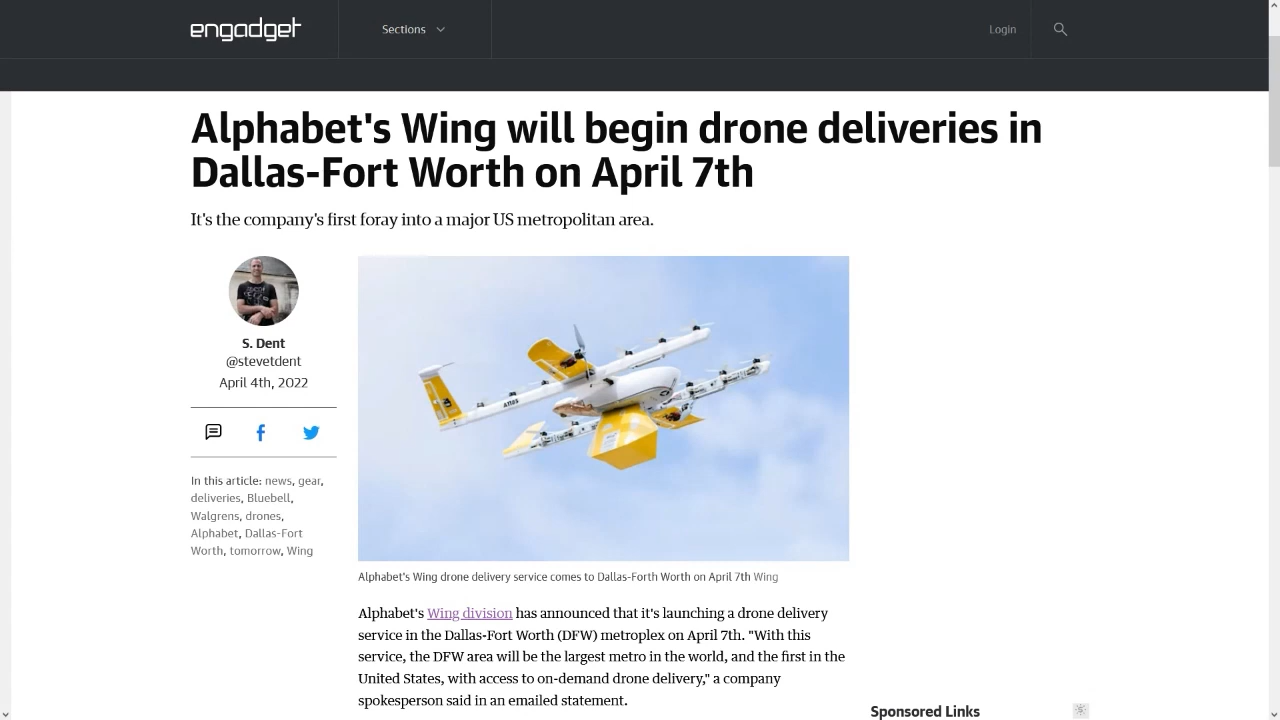 engadget
Sections
Login
Alphabet's Wing will begin drone deliveries in
Dallas-Fort Worth on April 7th
It's the company's first foray into a major US metropolitan area.
S. Dent
@stevetdent
April 4th, 2022
In this article: news, gear,
deliveries, Bluebell,
Walgrens, drones,
Alphabet, Dallas-Fort
Worth, tomorrow, Wing
Alphabet's Wing drone delivery service comes to Dallas-Forth Worth on April 7th Wing
Alphabet's Wing division has announced that it's launching a drone delivery
service in the Dallas-Fort Worth (DFW) metroplex on April 7th. "With this
service, the DFW area will be the largest metro in the world, and the first in the
United States, with access to on-demand drone delivery," a company
spokesperson said in an emailed statement.
Sponsored Links